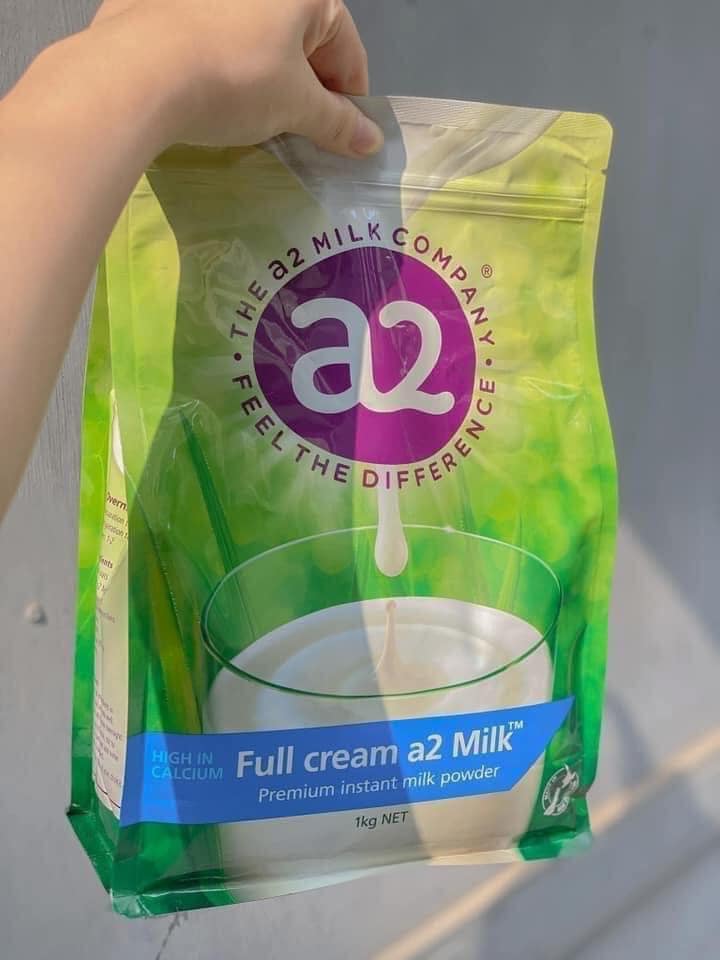 THE a2 MILK COMPANY ®
a2
• FEEL THE DIFFERENCE •
HIGH IN
CALCIUM
Full cream a2 Milk™
Premium instant milk powder
1kg NET